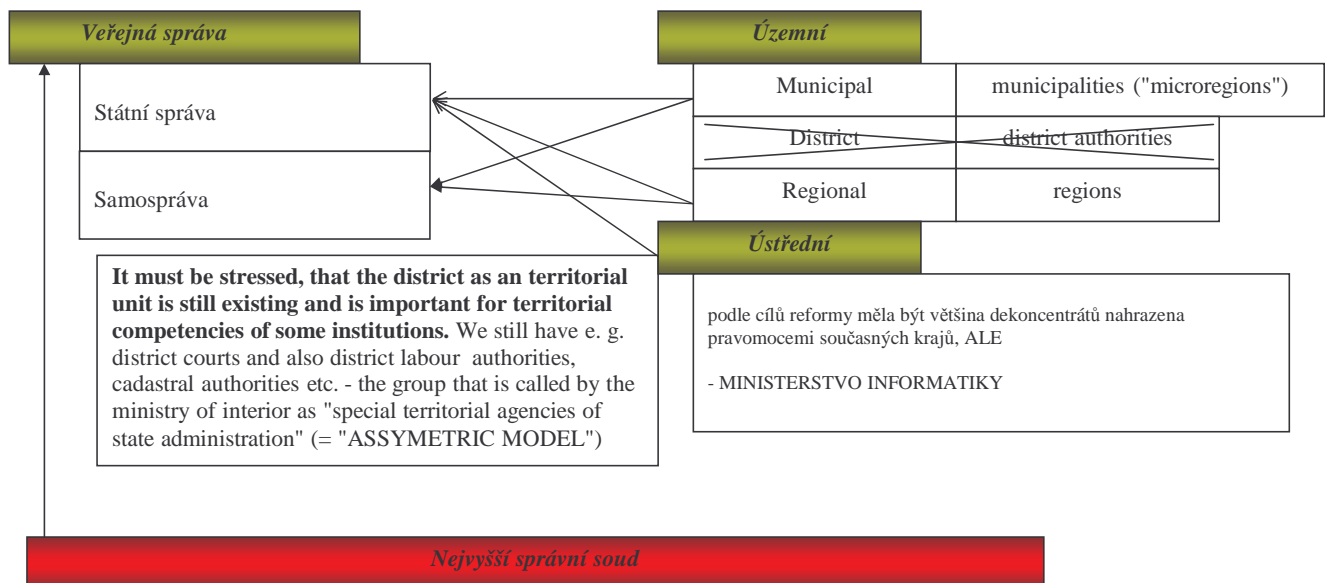 Veřejná správa
Státní správa
Samospráva
Územní
Municipal municipalities ("microregions")
District district authorities
Regional regions
Ústřední
It must be stressed, that the district as an territorial
unit is still existing and is important for territorial
competencies of some institutions. We still have e. g.
district courts and also district labour authorities,
cadastral authorities etc. - the group that is called by the
ministry of interior as "special territorial agencies of
state administration" (= "ASSYMETRIC MODEL")
podle cílů reformy měla být většina dekoncentrátů nahrazena
pravomocemi současných krajů, ALE
- MINISTERSTVO INFORMATIKY
Nejvyšší správní soud